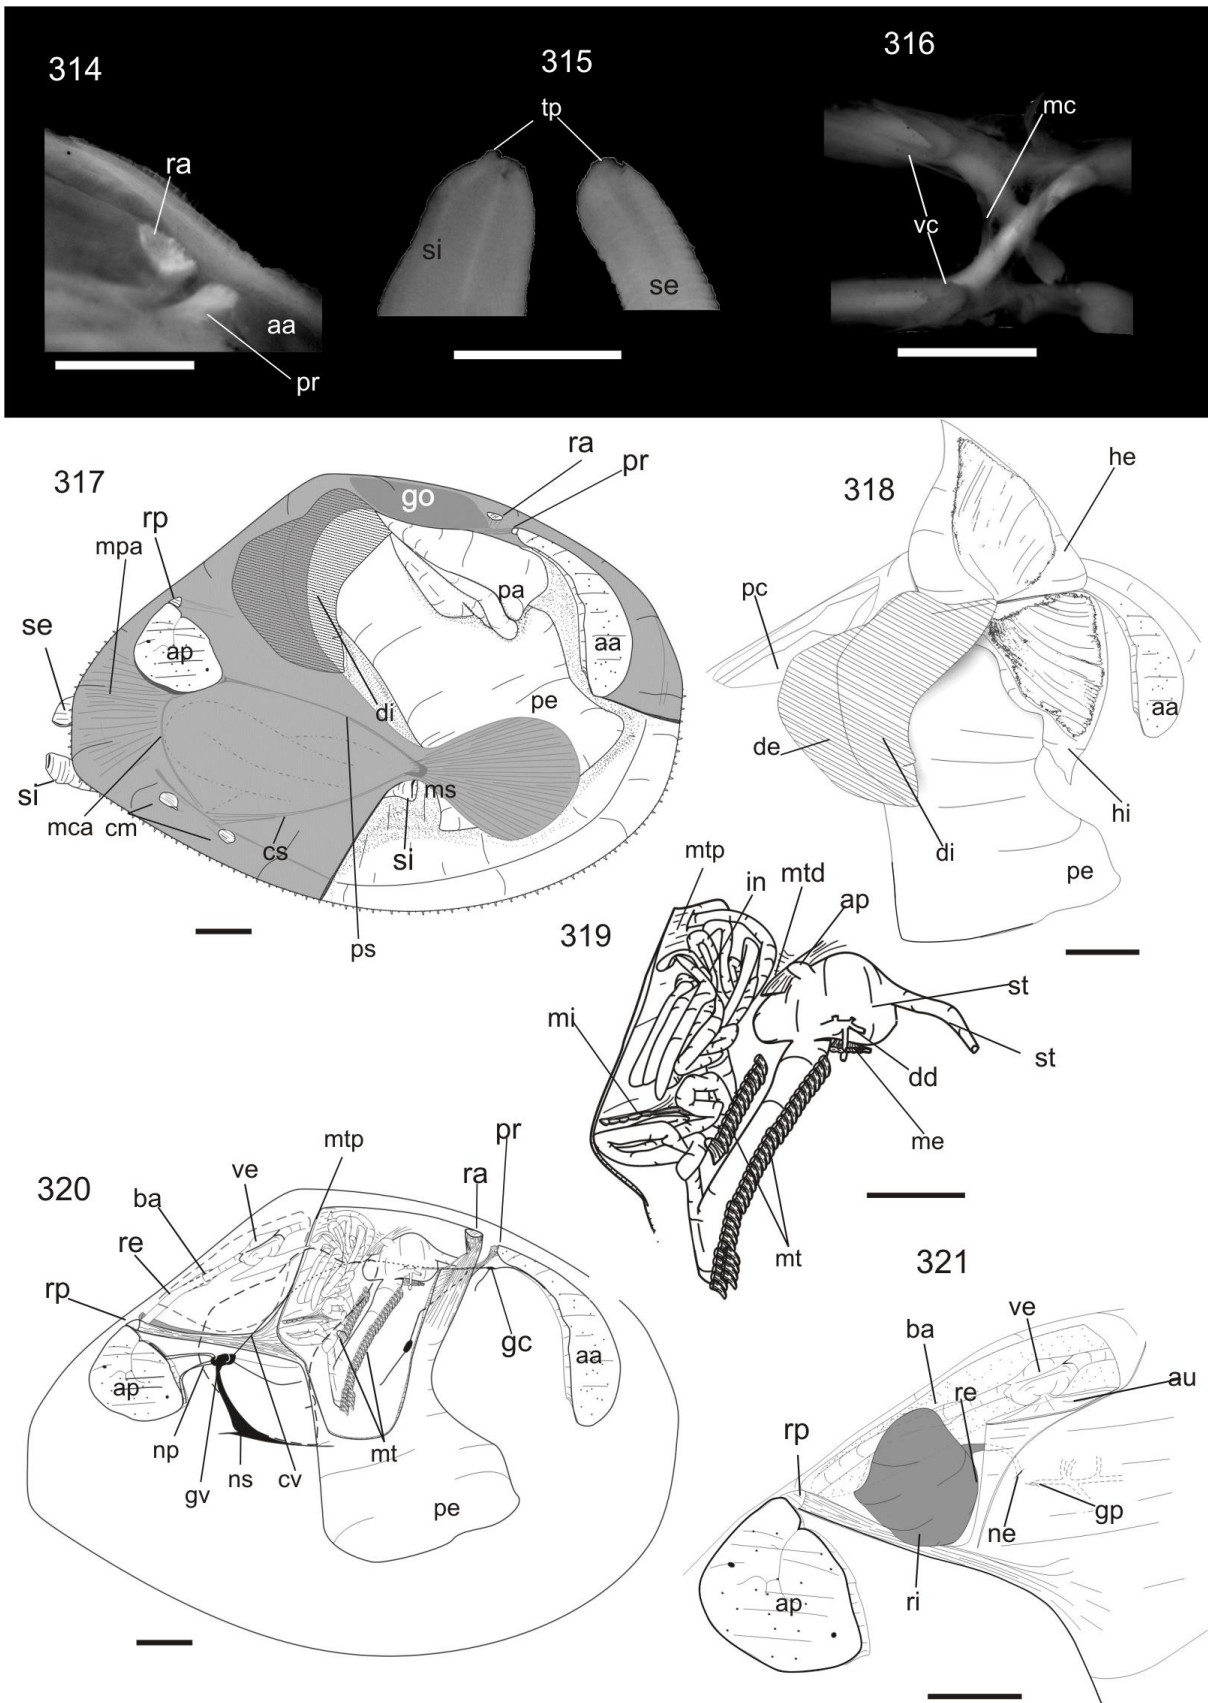 314
ra
aa
pr
315
tp
si
se
316
mc
vc
317
ra
pr
go
rp
mpa
se
ap
pa
aa
di
pe
si
mca
cm
cs
ms
si
ps
318
he
pc
de
aa
di
hi
pe
319
mtp
in
mtd
ap
mi
st
st
dd
me
mt
320
mtp
ve
ba
re
rp
ra
pr
ap
gc
aa
np
gv
ns
cv
mt
pe
321
ve
ba
re
au
rp
gp
ne
ap
ri